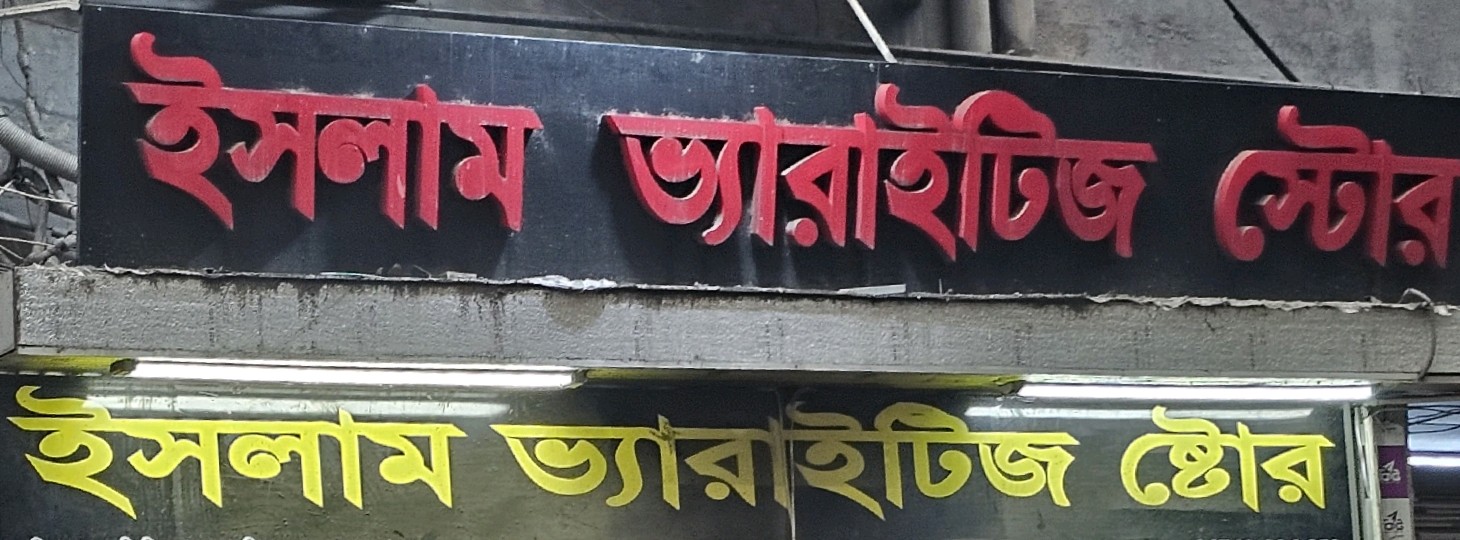 ইসলাম ভ্যারাইটিজ স্টোর
ইসলাম ভ্যারাইটিজ ষ্টোর